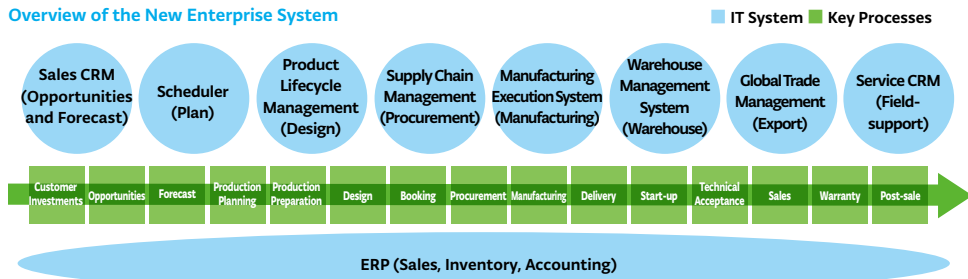 Overview of the New Enterprise System
IT System
Key Processes
Sales CRM
(Opportunities
and Forecast)
Scheduler
(Plan)
Product
Lifecycle
Management
(Design)
Supply Chain
Management
(Procurement)
Manufacturing
Execution System
(Manufacturing)
Warehouse
Management
System
(Warehouse)
Global Trade
Management
(Export)
Service CRM
(Field-
support)
Customer
Investments
Opportunities
Forecast
Production
Planning
Production
Preparation
Design
Booking
Procurement
Manufacturing
Delivery
Start-up
Technical
Acceptance
Sales
Warranty
Post-sale
ERP (Sales, Inventory, Accounting)